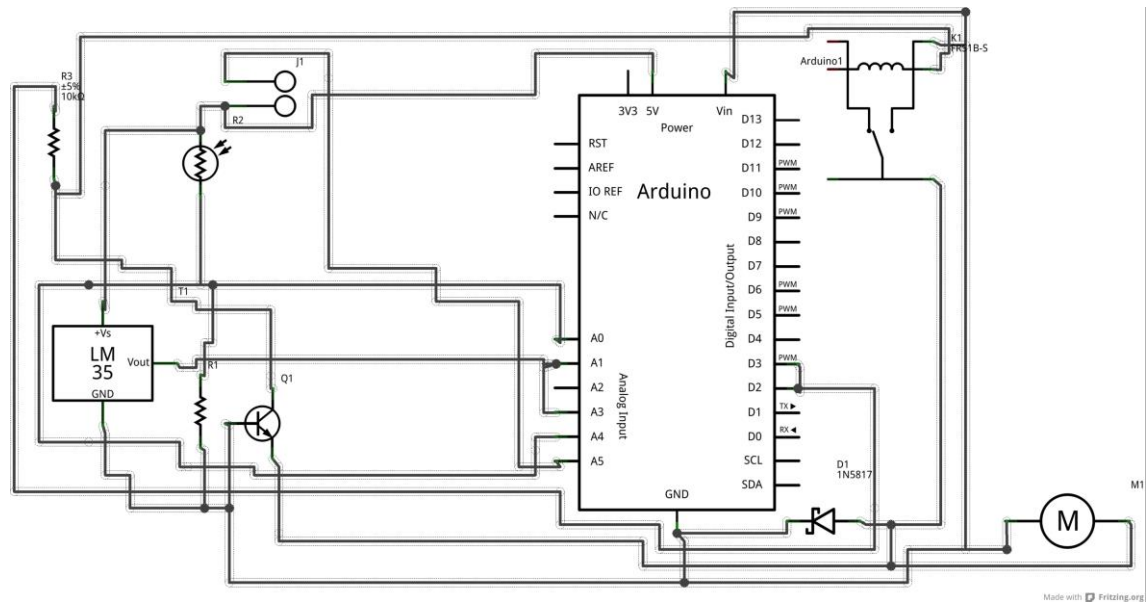 R3
±5%
10kΩ
J1
R2
K1
FRS1B-S
Arduino1
3V3
5V
Vin
Power
D13
RST
D12
AREF
D11
PWM
IO REF
Arduino
D10
PWM
N/C
D9
PWM
D8
D7
Digital Input/Output
T1
D6
PWM
D5
PWM
+Vs
A0
D4
LM
35
Vout
R1
A1
D3
PWM
Q1
A2
D2
GND
Analog Input
A3
D1
TX
A4
D0
RX
A5
SCL
D1
1N5817
SDA
GND
M1
M
Made with Fritzing.org